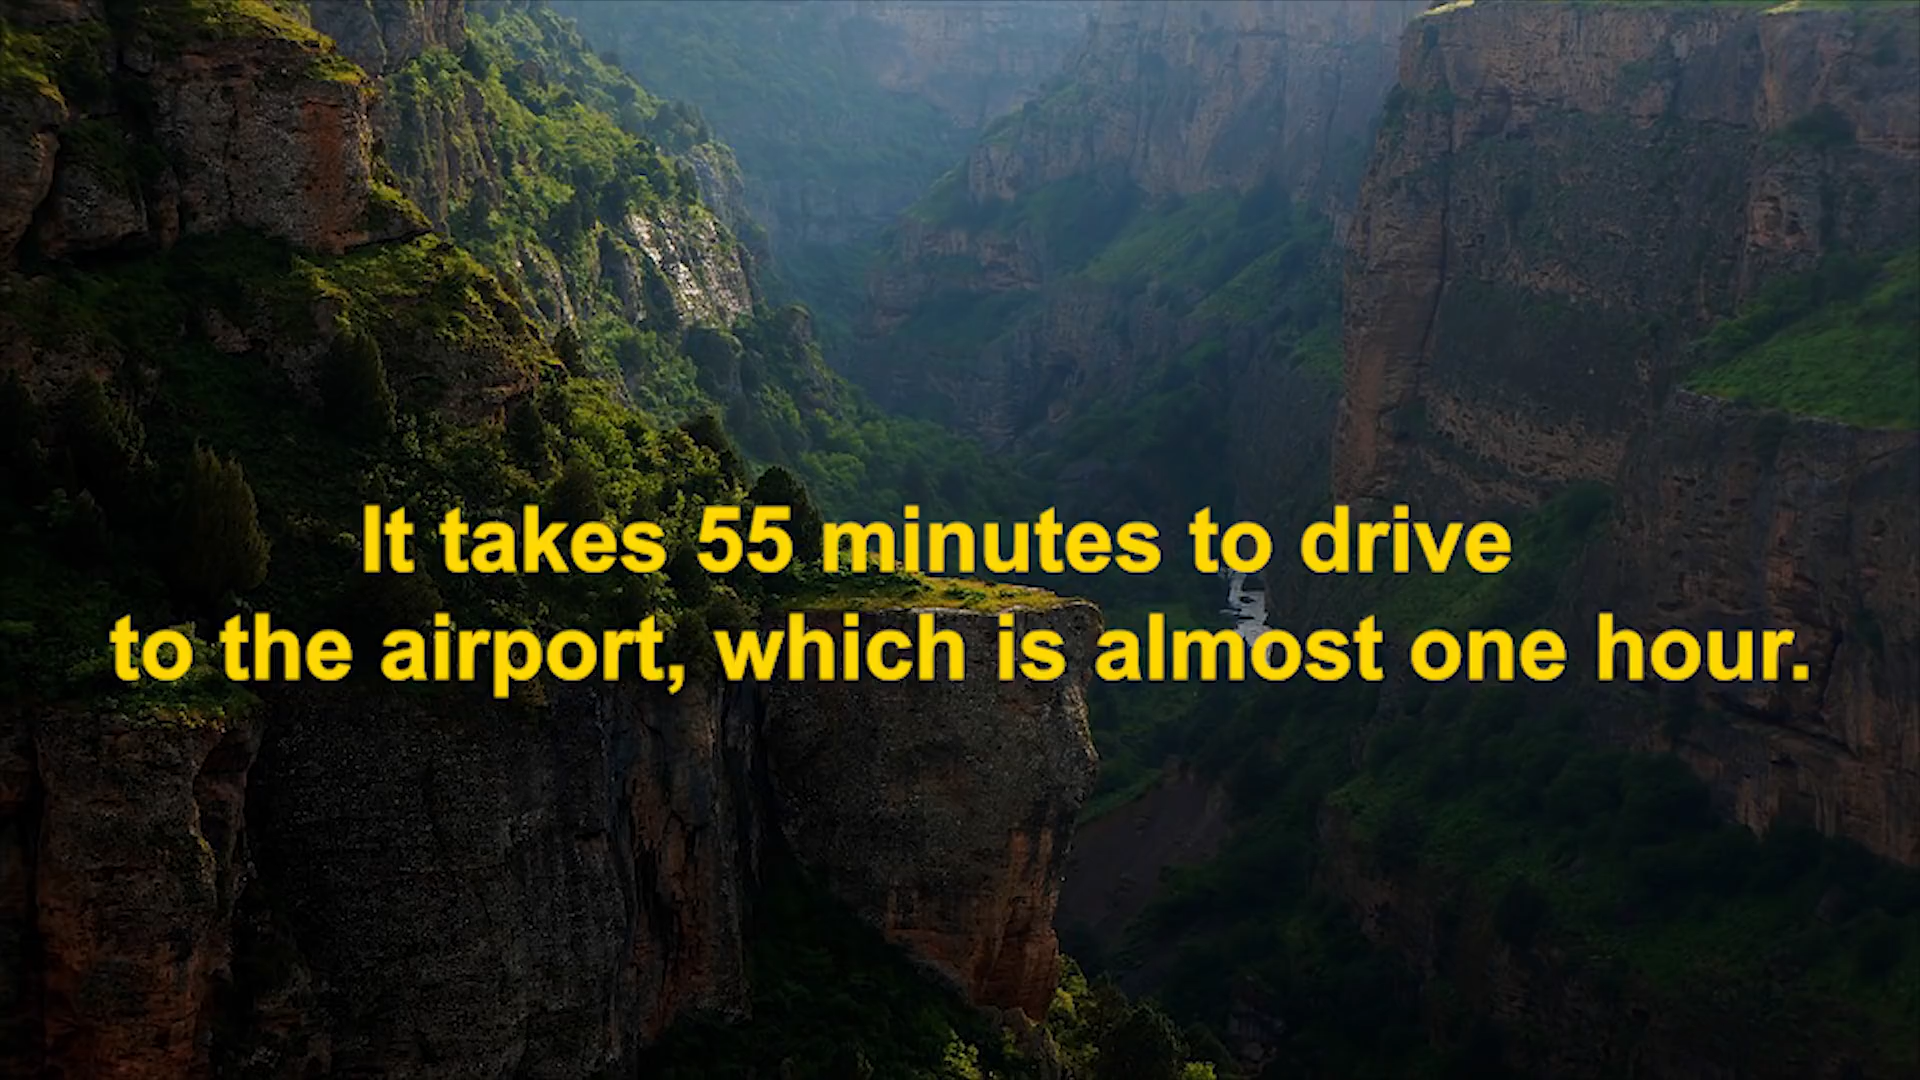 It takes 55 minutes to drive
to the airport, which is almost one hour.